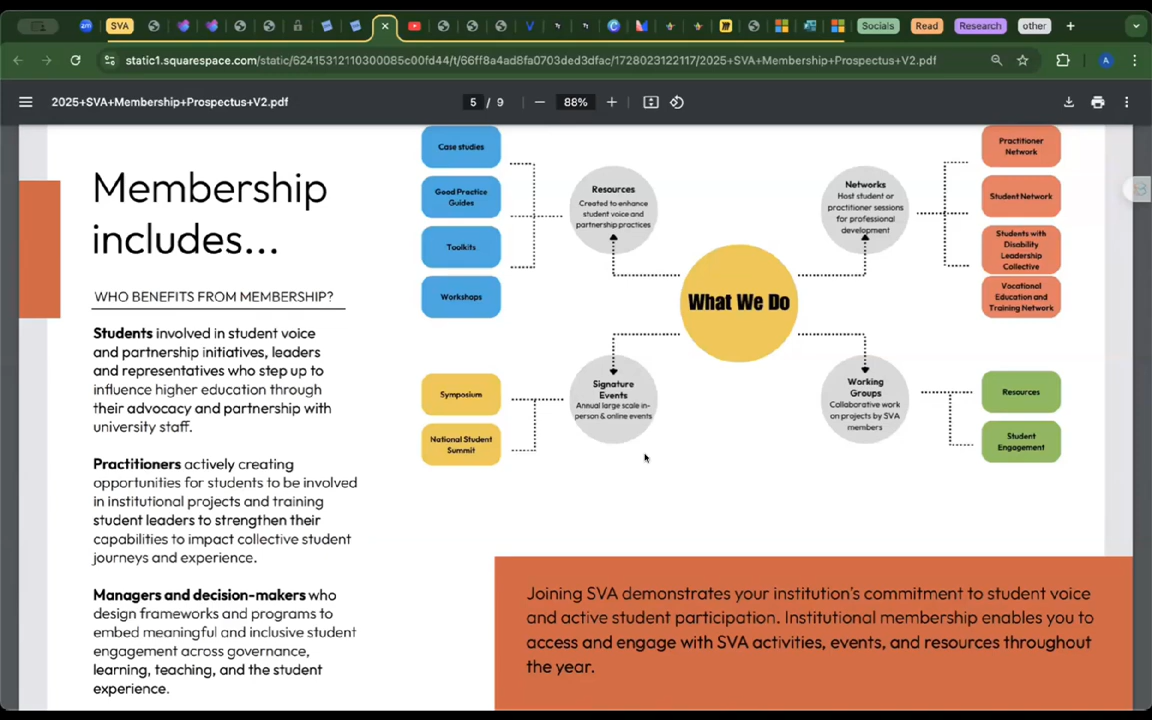 SVA
Socials
Read
Research
other
static1.squarespace.com/static/62415312110300085c00fd44/t/66ff8a4ad8fa0703ded3dfac/1728023122117/2025+SVA+Membership+Prospectus+V2.pdf
A
2025+SVA+Membership+Prospectus+V2.pdf
5 / 9
88%
Membership
includes...
WHO BENEFITS FROM MEMBERSHIP?
Students involved in student voice
and partnership initiatives, leaders
and representatives who step up to
influence higher education through
their advocacy and partnership with
university staff.
Practitioners actively creating
opportunities for students to be involved
in institutional projects and training
student leaders to strengthen their
capabilities to impact collective student
journeys and experience.
Managers and decision-makers who
design frameworks and programs to
embed meaningful and inclusive student
engagement across governance,
learning, teaching, and the student
experience.
Case studies
Good Practice
Guides
Toolkits
Workshops
Resources
Created to enhance
student voice and
partnership practices
Networks
Host student or
practitioner sessions
for professional
development
Practitioner
Network
Student Network
Students with
Disability
Leadership
Collective
Vocational
Education and
Training Network
What We Do
Symposium
National Student
Summit
Signature
Events
Annual large scale in-
person & online events
Working
Groups
Collaborative work
on projects by SVA
members
Resources
Student
Engagement
Joining SVA demonstrates your institution's commitment to student voice
and active student participation. Institutional membership enables you to
access and engage with SVA activities, events, and resources throughout
the year.